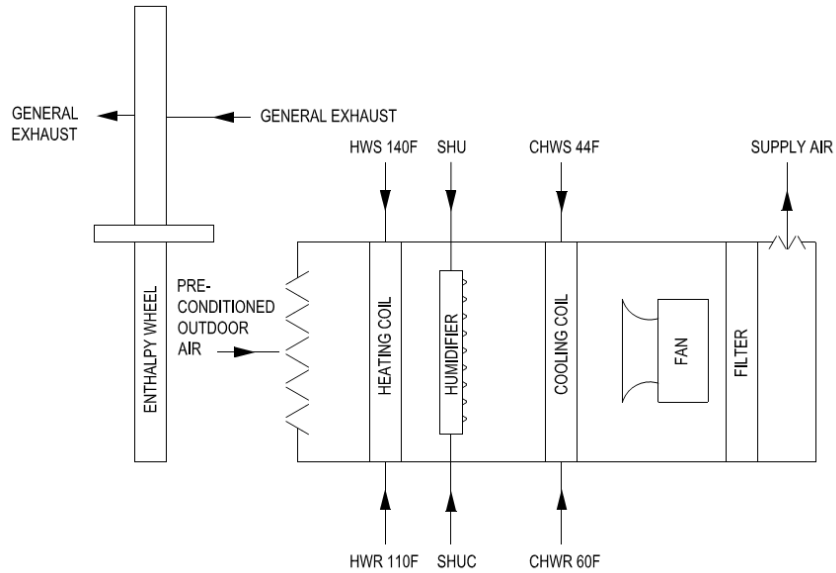 GENERAL
EXHAUST
GENERAL EXHAUST
HWS 140F
SHU
CHWS 44F
SUPPLY AIR
PRE-
CONDITIONED
OUTDOOR
AIR
ENTHALPY WHEEL
HEATING COIL
HUMIDIFIER
COOLING COIL
FAN
FILTER
HWR 110F
SHUC
CHWR 60F